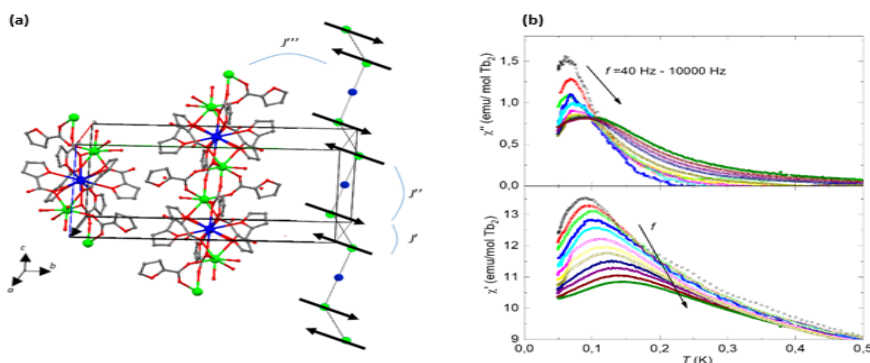 (a)
J'''
J''
J'
c
b
a
(b)
χ'' (emu/ mol Tb₂)
1,5
1,0
0,5
0,0
f =40 Hz - 10000 Hz
χ' (emu/mol Tb₂)
13
12
11
10
9
f
0 0,1 0,2 0,3 0,4 0,5
T (K)